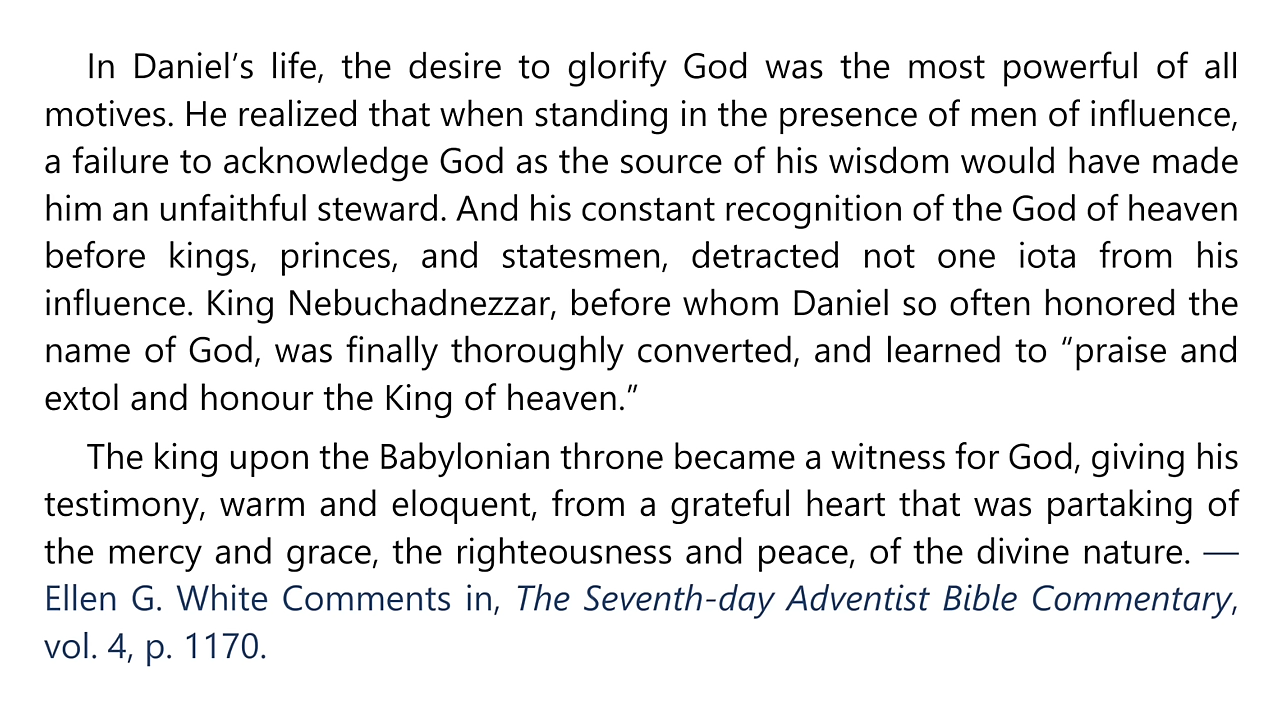 In Daniel’s life, the desire to glorify God was the most powerful of all
motives. He realized that when standing in the presence of men of influence,
a failure to acknowledge God as the source of his wisdom would have made
him an unfaithful steward. And his constant recognition of the God of heaven
before kings, princes, and statesmen, detracted not one iota from his
influence. King Nebuchadnezzar, before whom Daniel so often honored the
name of God, was finally thoroughly converted, and learned to “praise and
extol and honour the King of heaven.”
The king upon the Babylonian throne became a witness for God, giving his
testimony, warm and eloquent, from a grateful heart that was partaking of
the mercy and grace, the righteousness and peace, of the divine nature. —
Ellen G. White Comments in, The Seventh-day Adventist Bible Commentary,
vol. 4, p. 1170.